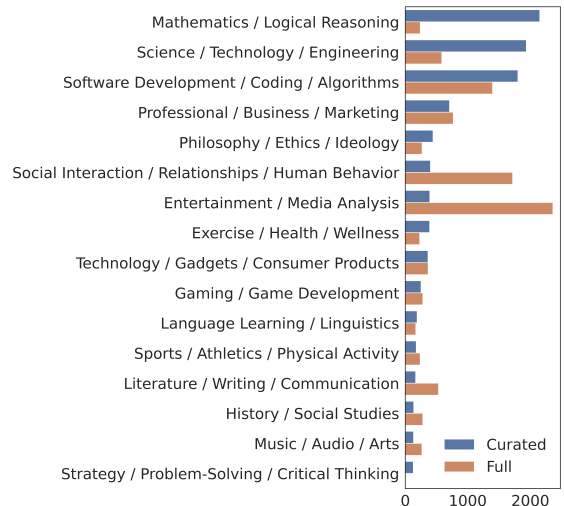 Mathematics / Logical Reasoning
Science / Technology / Engineering
Software Development / Coding / Algorithms
Professional / Business / Marketing
Philosophy / Ethics / Ideology
Social Interaction / Relationships / Human Behavior
Entertainment / Media Analysis
Exercise / Health / Wellness
Technology / Gadgets / Consumer Products
Gaming / Game Development
Language Learning / Linguistics
Sports / Athletics / Physical Activity
Literature / Writing / Communication
History / Social Studies
Music / Audio / Arts
Strategy / Problem-Solving / Critical Thinking
Curated
Full
0 1000 2000